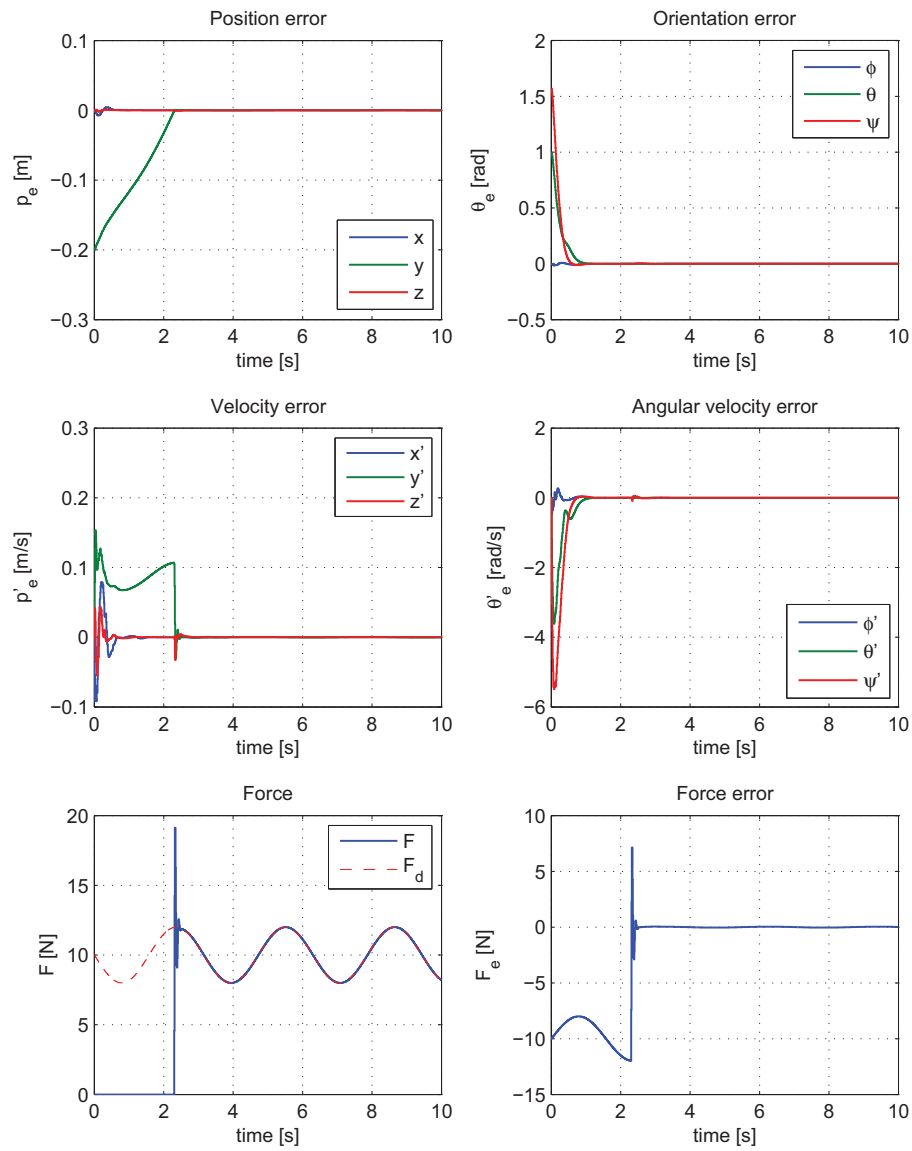 Position error
0.1
0
−0.1
−0.2
−0.3
p_e [m]
x
y
z
0 2 4 6 8 10
time [s]
Orientation error
2
1.5
1
0.5
0
−0.5
θ_e [rad]
ϕ
θ
ψ
0 2 4 6 8 10
time [s]
Velocity error
0.3
0.2
0.1
0
−0.1
p'_e [m/s]
x'
y'
z'
0 2 4 6 8 10
time [s]
Angular velocity error
2
0
−2
−4
−6
θ'_e [rad/s]
ϕ'
θ'
ψ'
0 2 4 6 8 10
time [s]
Force
20
15
10
5
0
F [N]
F
F_d
0 2 4 6 8 10
time [s]
Force error
10
5
0
−5
−10
−15
F_e [N]
0 2 4 6 8 10
time [s]